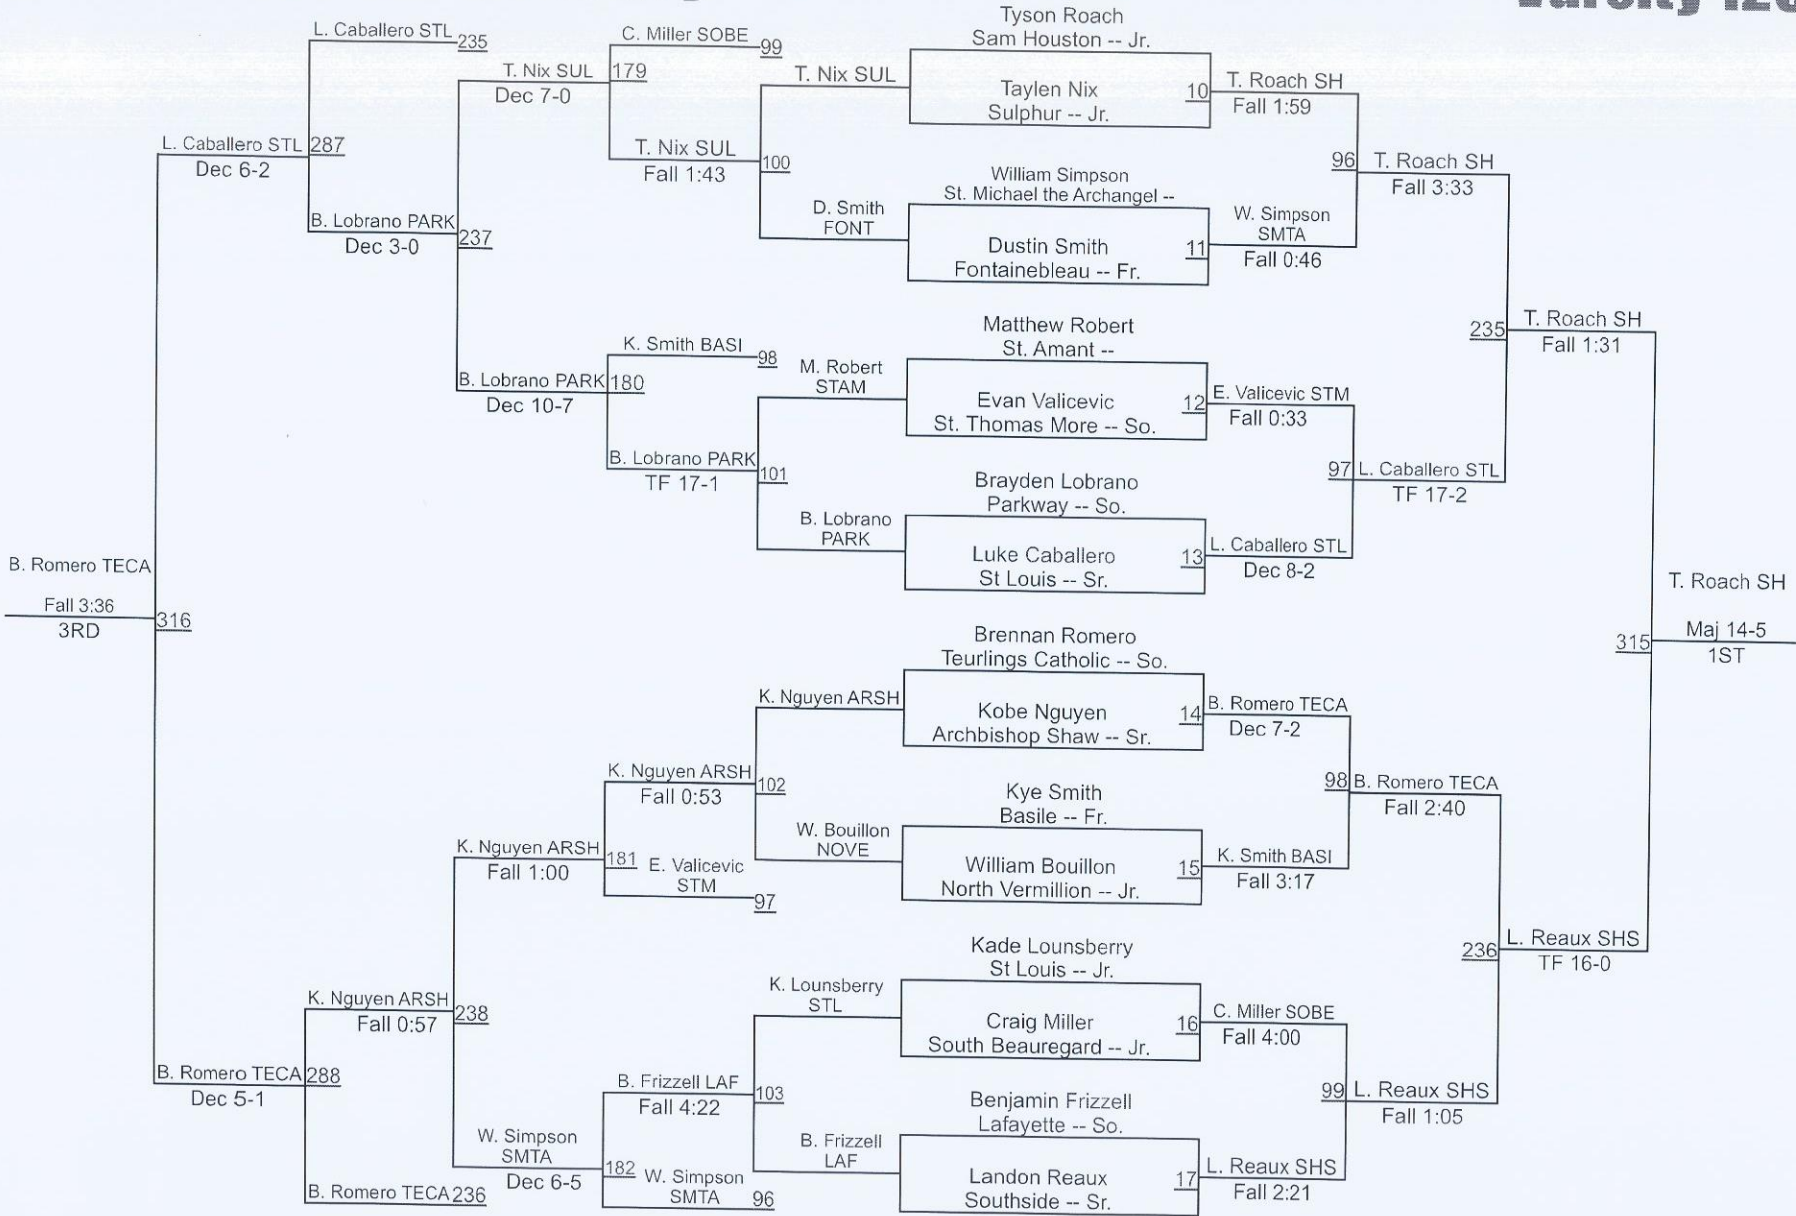 L. Caballero STL 235
C. Miller SOBE 99
Tyson Roach
Sam Houston -- Jr.
T. Nix SUL 179
Dec 7-0
T. Nix SUL
Taylen Nix 10
Sulphur -- Jr.
T. Roach SH
Fall 1:59
L. Caballero STL 287
Dec 6-2
T. Nix SUL 100
Fall 1:43
William Simpson
St. Michael the Archangel --
96 T. Roach SH
Fall 3:33
B. Lobrano PARK 237
Dec 3-0
D. Smith
FONT
Dustin Smith 11
Fontainebleau -- Fr.
W. Simpson
SMTA
Fall 0:46
K. Smith BASI 98
Matthew Robert
St. Amant --
235 T. Roach SH
Fall 1:31
B. Lobrano PARK 180
Dec 10-7
M. Robert
STAM
Evan Valicevic 12
St. Thomas More -- So.
E. Valicevic STM
Fall 0:33
B. Lobrano PARK 101
TF 17-1
Brayden Lobrano
Parkway -- So.
97 L. Caballero STL
TF 17-2
B. Lobrano
PARK
Luke Caballero 13
St Louis -- Sr.
L. Caballero STL
Dec 8-2
B. Romero TECA
Fall 3:36
3RD
316
T. Roach SH
315 Maj 14-5
1ST
Brennan Romero
Teurlings Catholic -- So.
K. Nguyen ARSH
Kobe Nguyen 14
Archbishop Shaw -- Sr.
B. Romero TECA
Dec 7-2
K. Nguyen ARSH 102
Fall 0:53
Kye Smith
Basile -- Fr.
98 B. Romero TECA
Fall 2:40
K. Nguyen ARSH 181
Fall 1:00
W. Bouillon
NOVE
William Bouillon 15
North Vermillion -- Jr.
K. Smith BASI
Fall 3:17
E. Valicevic
STM 97
Kade Lounsberry
St Louis -- Jr.
236 L. Reaux SHS
TF 16-0
K. Nguyen ARSH 238
Fall 0:57
K. Lounsberry
STL
Craig Miller 16
South Beauregard -- Jr.
C. Miller SOBE
Fall 4:00
B. Romero TECA 288
Dec 5-1
B. Frizzell LAF 103
Fall 4:22
Benjamin Frizzell
Lafayette -- So.
99 L. Reaux SHS
Fall 1:05
W. Simpson
SMTA
Dec 6-5
182
B. Frizzell
LAF
Landon Reaux 17
Southside -- Sr.
L. Reaux SHS
Fall 2:21
W. Simpson
SMTA 96
B. Romero TECA 236